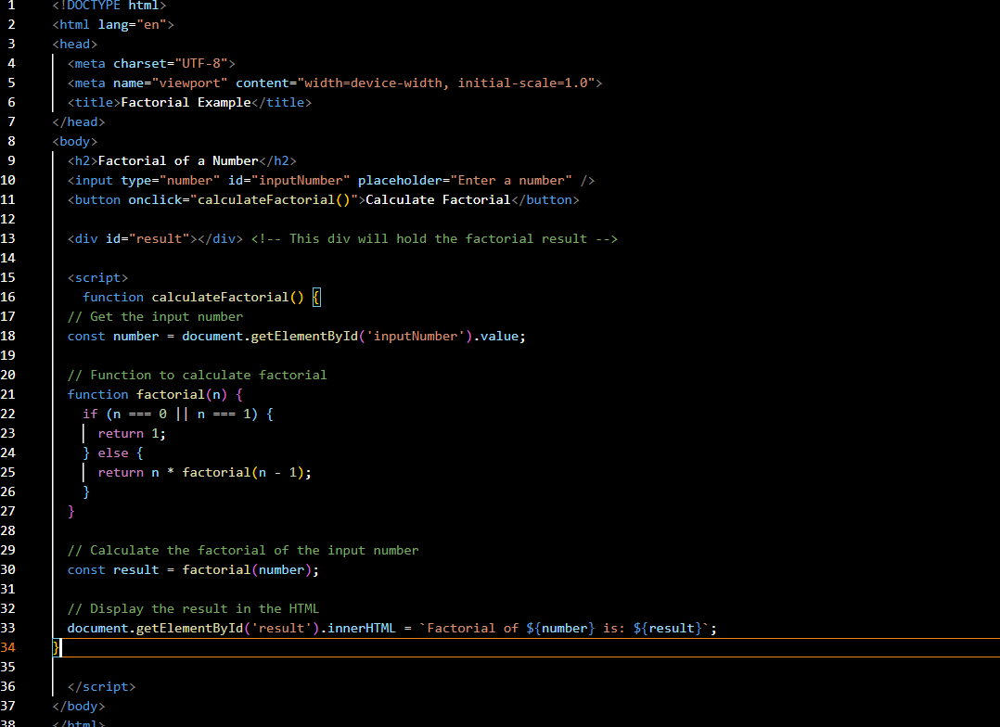 1 <!DOCTYPE html>
2 <html lang="en">
3 <head>
4 <meta charset="UTF-8">
5 <meta name="viewport" content="width=device-width, initial-scale=1.0">
6 <title>Factorial Example</title>
7 </head>
8 <body>
9 <h2>Factorial of a Number</h2>
10 <input type="number" id="inputNumber" placeholder="Enter a number" />
11 <button onclick="calculateFactorial()">Calculate Factorial</button>
12
13 <div id="result"></div> <!-- This div will hold the factorial result -->
14
15 <script>
16 function calculateFactorial() {
17 // Get the input number
18 const number = document.getElementById('inputNumber').value;
19
20 // Function to calculate factorial
21 function factorial(n) {
22 if (n === 0 || n === 1) {
23 return 1;
24 } else {
25 return n * factorial(n - 1);
26 }
27 }
28
29 // Calculate the factorial of the input number
30 const result = factorial(number);
31
32 // Display the result in the HTML
33 document.getElementById('result').innerHTML = `Factorial of ${number} is: ${result}`;
34 }
35
36 </script>
37 </body>
38 </html>